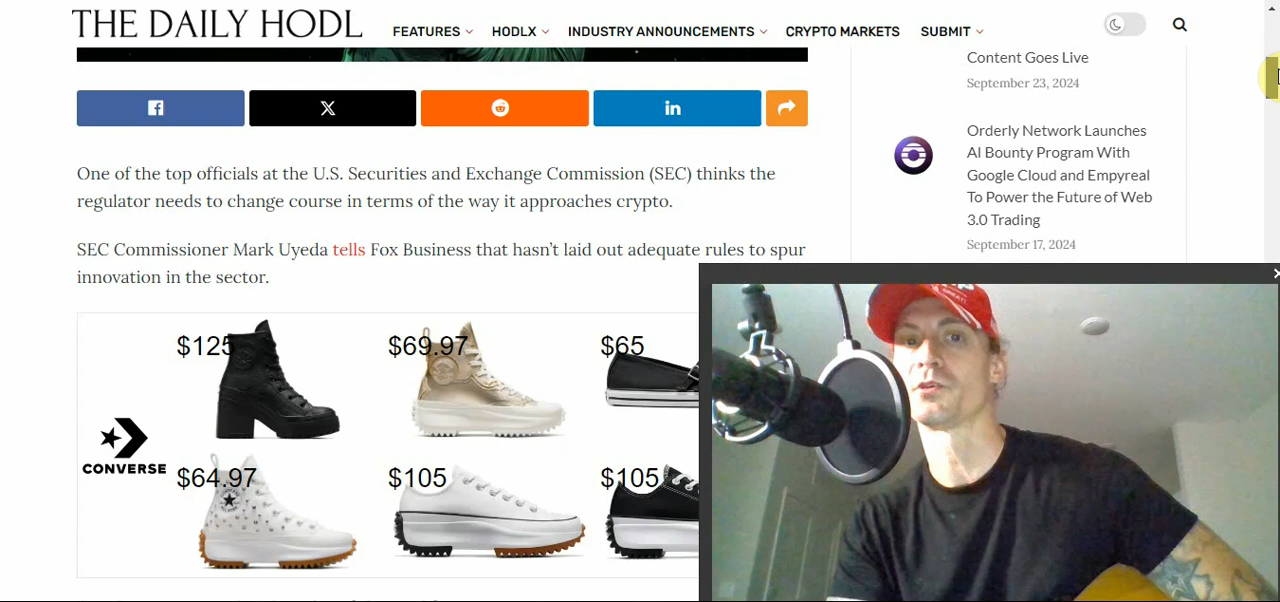 THE DAILY HODL
FEATURES
HODLX
INDUSTRY ANNOUNCEMENTS
CRYPTO MARKETS
SUBMIT
One of the top officials at the U.S. Securities and Exchange Commission (SEC) thinks the
regulator needs to change course in terms of the way it approaches crypto.
SEC Commissioner Mark Uyeda tells Fox Business that hasn’t laid out adequate rules to spur
innovation in the sector.
CONVERSE
$125
$69.97
$65
$64.97
$105
$105
Content Goes Live
September 23, 2024
Orderly Network Launches
AI Bounty Program With
Google Cloud and Empyreal
To Power the Future of Web
3.0 Trading
September 17, 2024